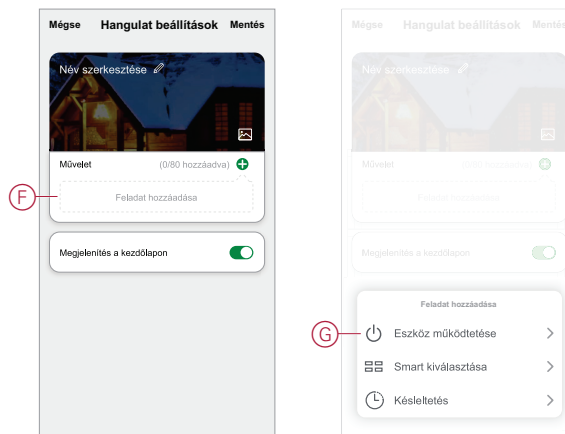 Mégse Hangulat beállítások Mentés
Név szerkesztése
Művelet (0/80 hozzáadva)
F Feladat hozzáadása
Megjelenítés a kezdőlapon
Mégse Hangulat beállítások Mentés
Név szerkesztése
Művelet (0/80 hozzáadva)
Feladat hozzáadása
Megjelenítés a kezdőlapon
Feladat hozzáadása
G Eszköz működtetése
Smart kiválasztása
Késleltetés